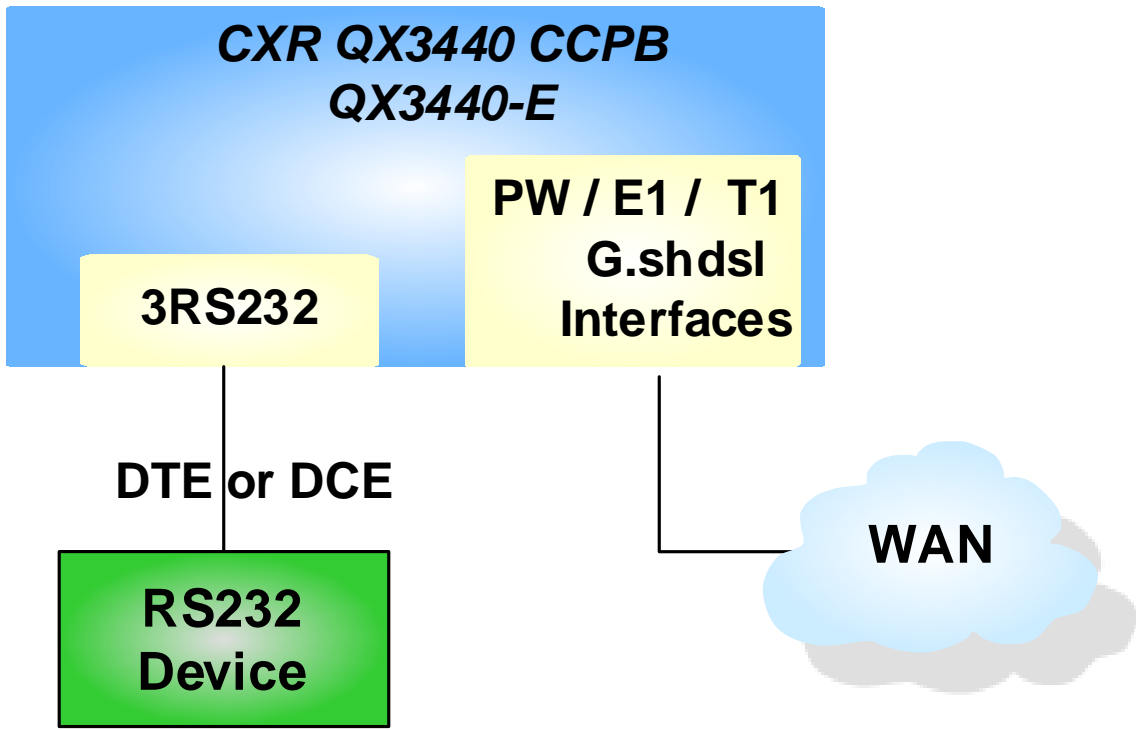 CXR QX3440 CCPB
QX3440-E
PW / E1 / T1
G.shdsl
Interfaces
3RS232
DTE or DCE
WAN
RS232
Device